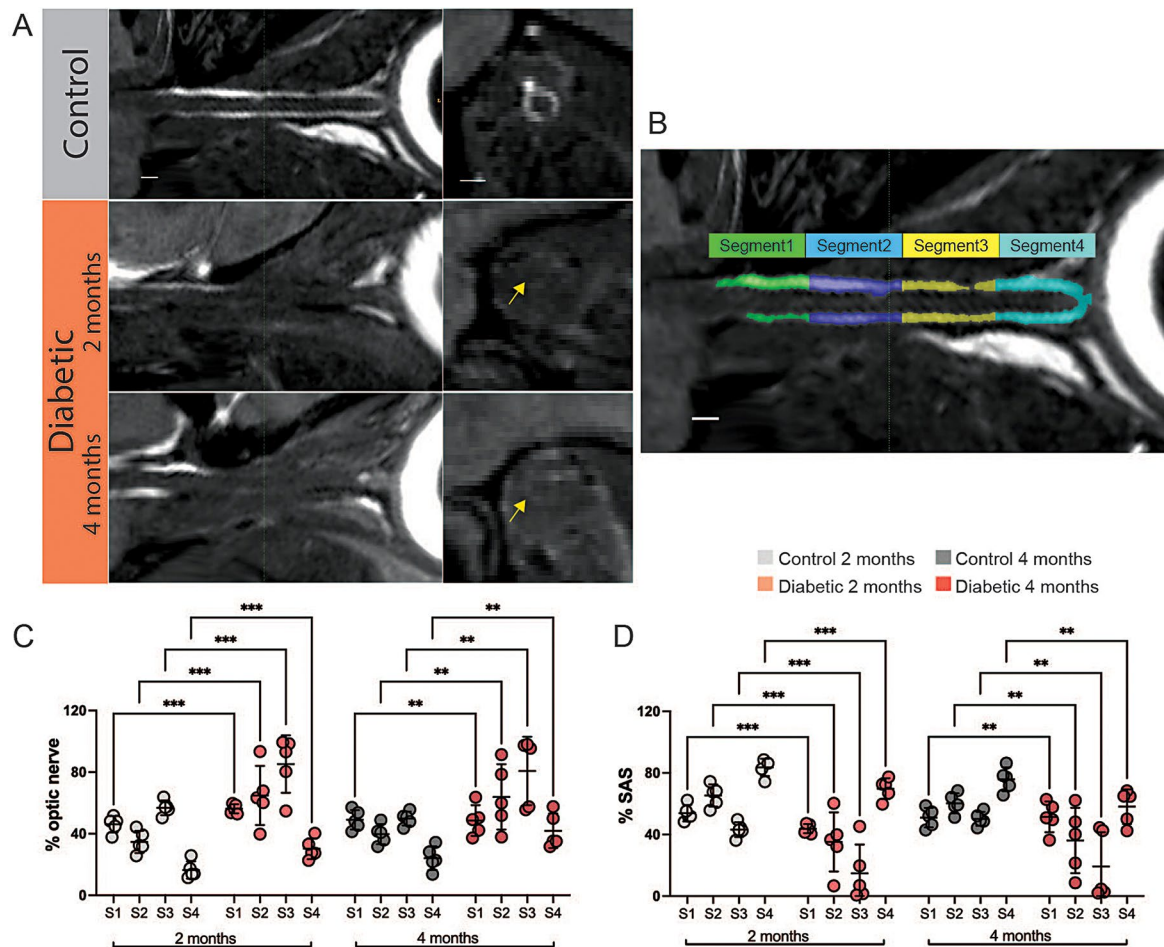 A
Control
Diabetic
2 months
4 months
B
Segment1 Segment2 Segment3 Segment4
Control 2 months Control 4 months
Diabetic 2 months Diabetic 4 months
C
***
***
***
***
**
**
**
**
% optic nerve
120
80
40
0
S1 S2 S3 S4 S1 S2 S3 S4 S1 S2 S3 S4 S1 S2 S3 S4
2 months 4 months
D
***
***
***
***
**
**
**
**
% SAS
120
80
40
0
S1 S2 S3 S4 S1 S2 S3 S4 S1 S2 S3 S4 S1 S2 S3 S4
2 months 4 months